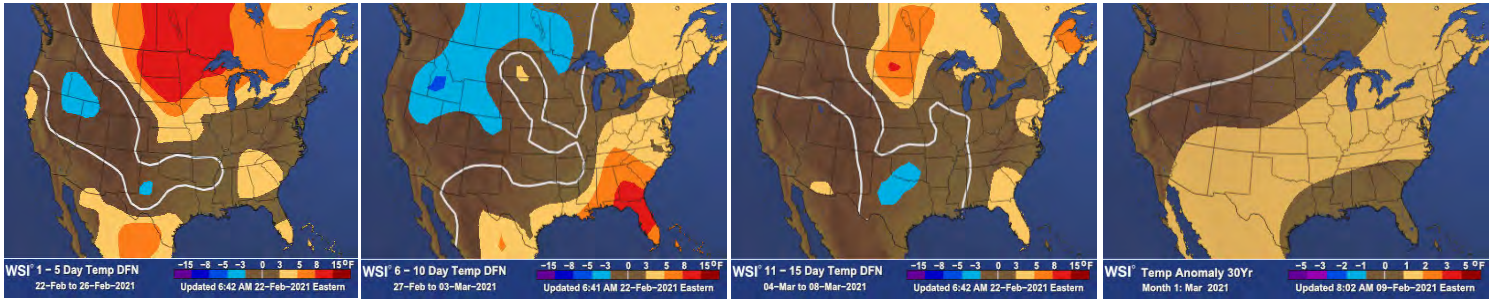 WSI® 1 – 5 Day Temp DFN
–15 –8 –5 –3 0 3 5 8 15°F
22–Feb to 26–Feb–2021 Updated 6:42 AM 22–Feb–2021 Eastern
WSI® 6 – 10 Day Temp DFN
–15 –8 –5 –3 0 3 5 8 15°F
27–Feb to 03–Mar–2021 Updated 6:41 AM 22–Feb–2021 Eastern
WSI® 11 – 15 Day Temp DFN
–15 –8 –5 –3 0 3 5 8 15°F
04–Mar to 08–Mar–2021 Updated 6:42 AM 22–Feb–2021 Eastern
WSI® Temp Anomaly 30Yr
–5 –3 –2 –1 0 1 2 3 5°F
Month 1: Mar 2021 Updated 8:02 AM 09–Feb–2021 Eastern